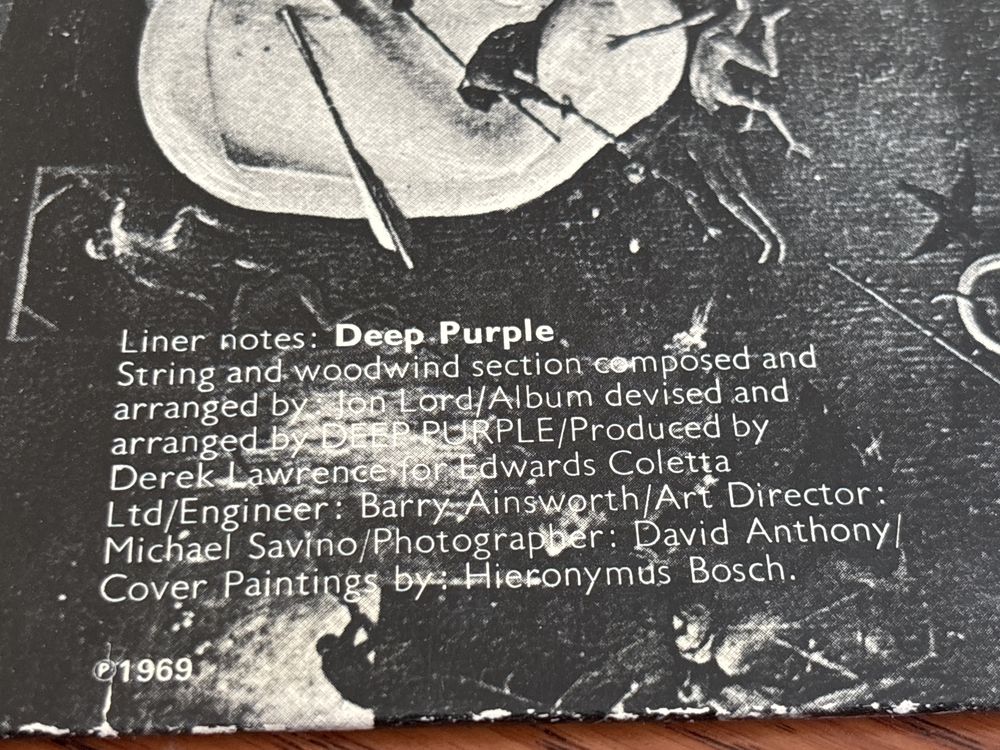 Liner notes: Deep Purple
String and woodwind section composed and
arranged by: Jon Lord/Album devised and
arranged by DEEP PURPLE/Produced by
Derek Lawrence for Edwards Coletta
Ltd/Engineer: Barry Ainsworth/Art Director:
Michael Savino/Photographer: David Anthony/
Cover Paintings by: Hieronymus Bosch.
℗1969